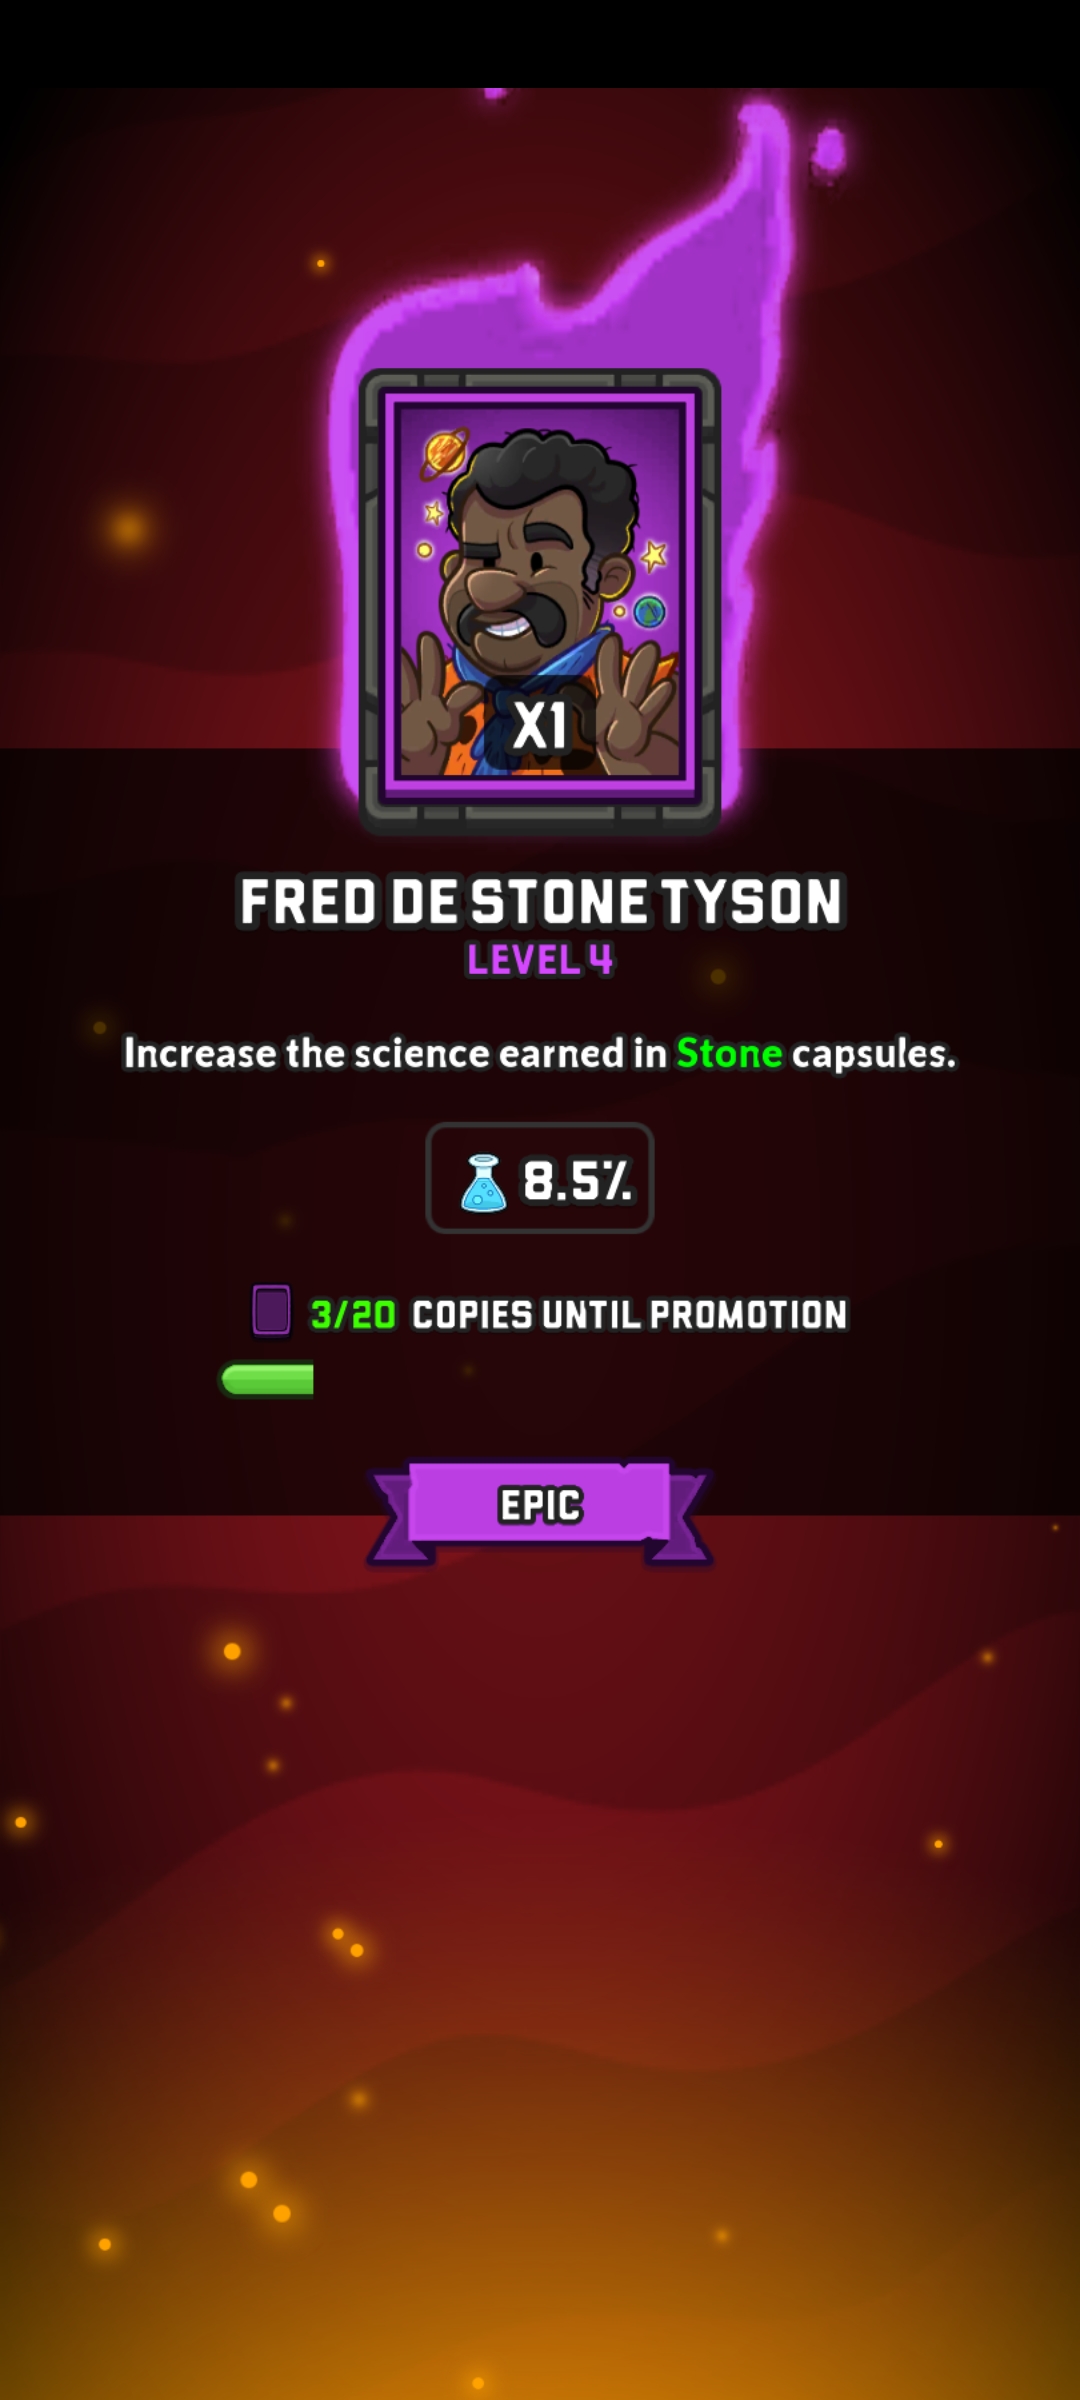 X1
FRED DE STONE TYSON
LEVEL 4
Increase the science earned in Stone capsules.
8.5%
3/20 COPIES UNTIL PROMOTION
EPIC